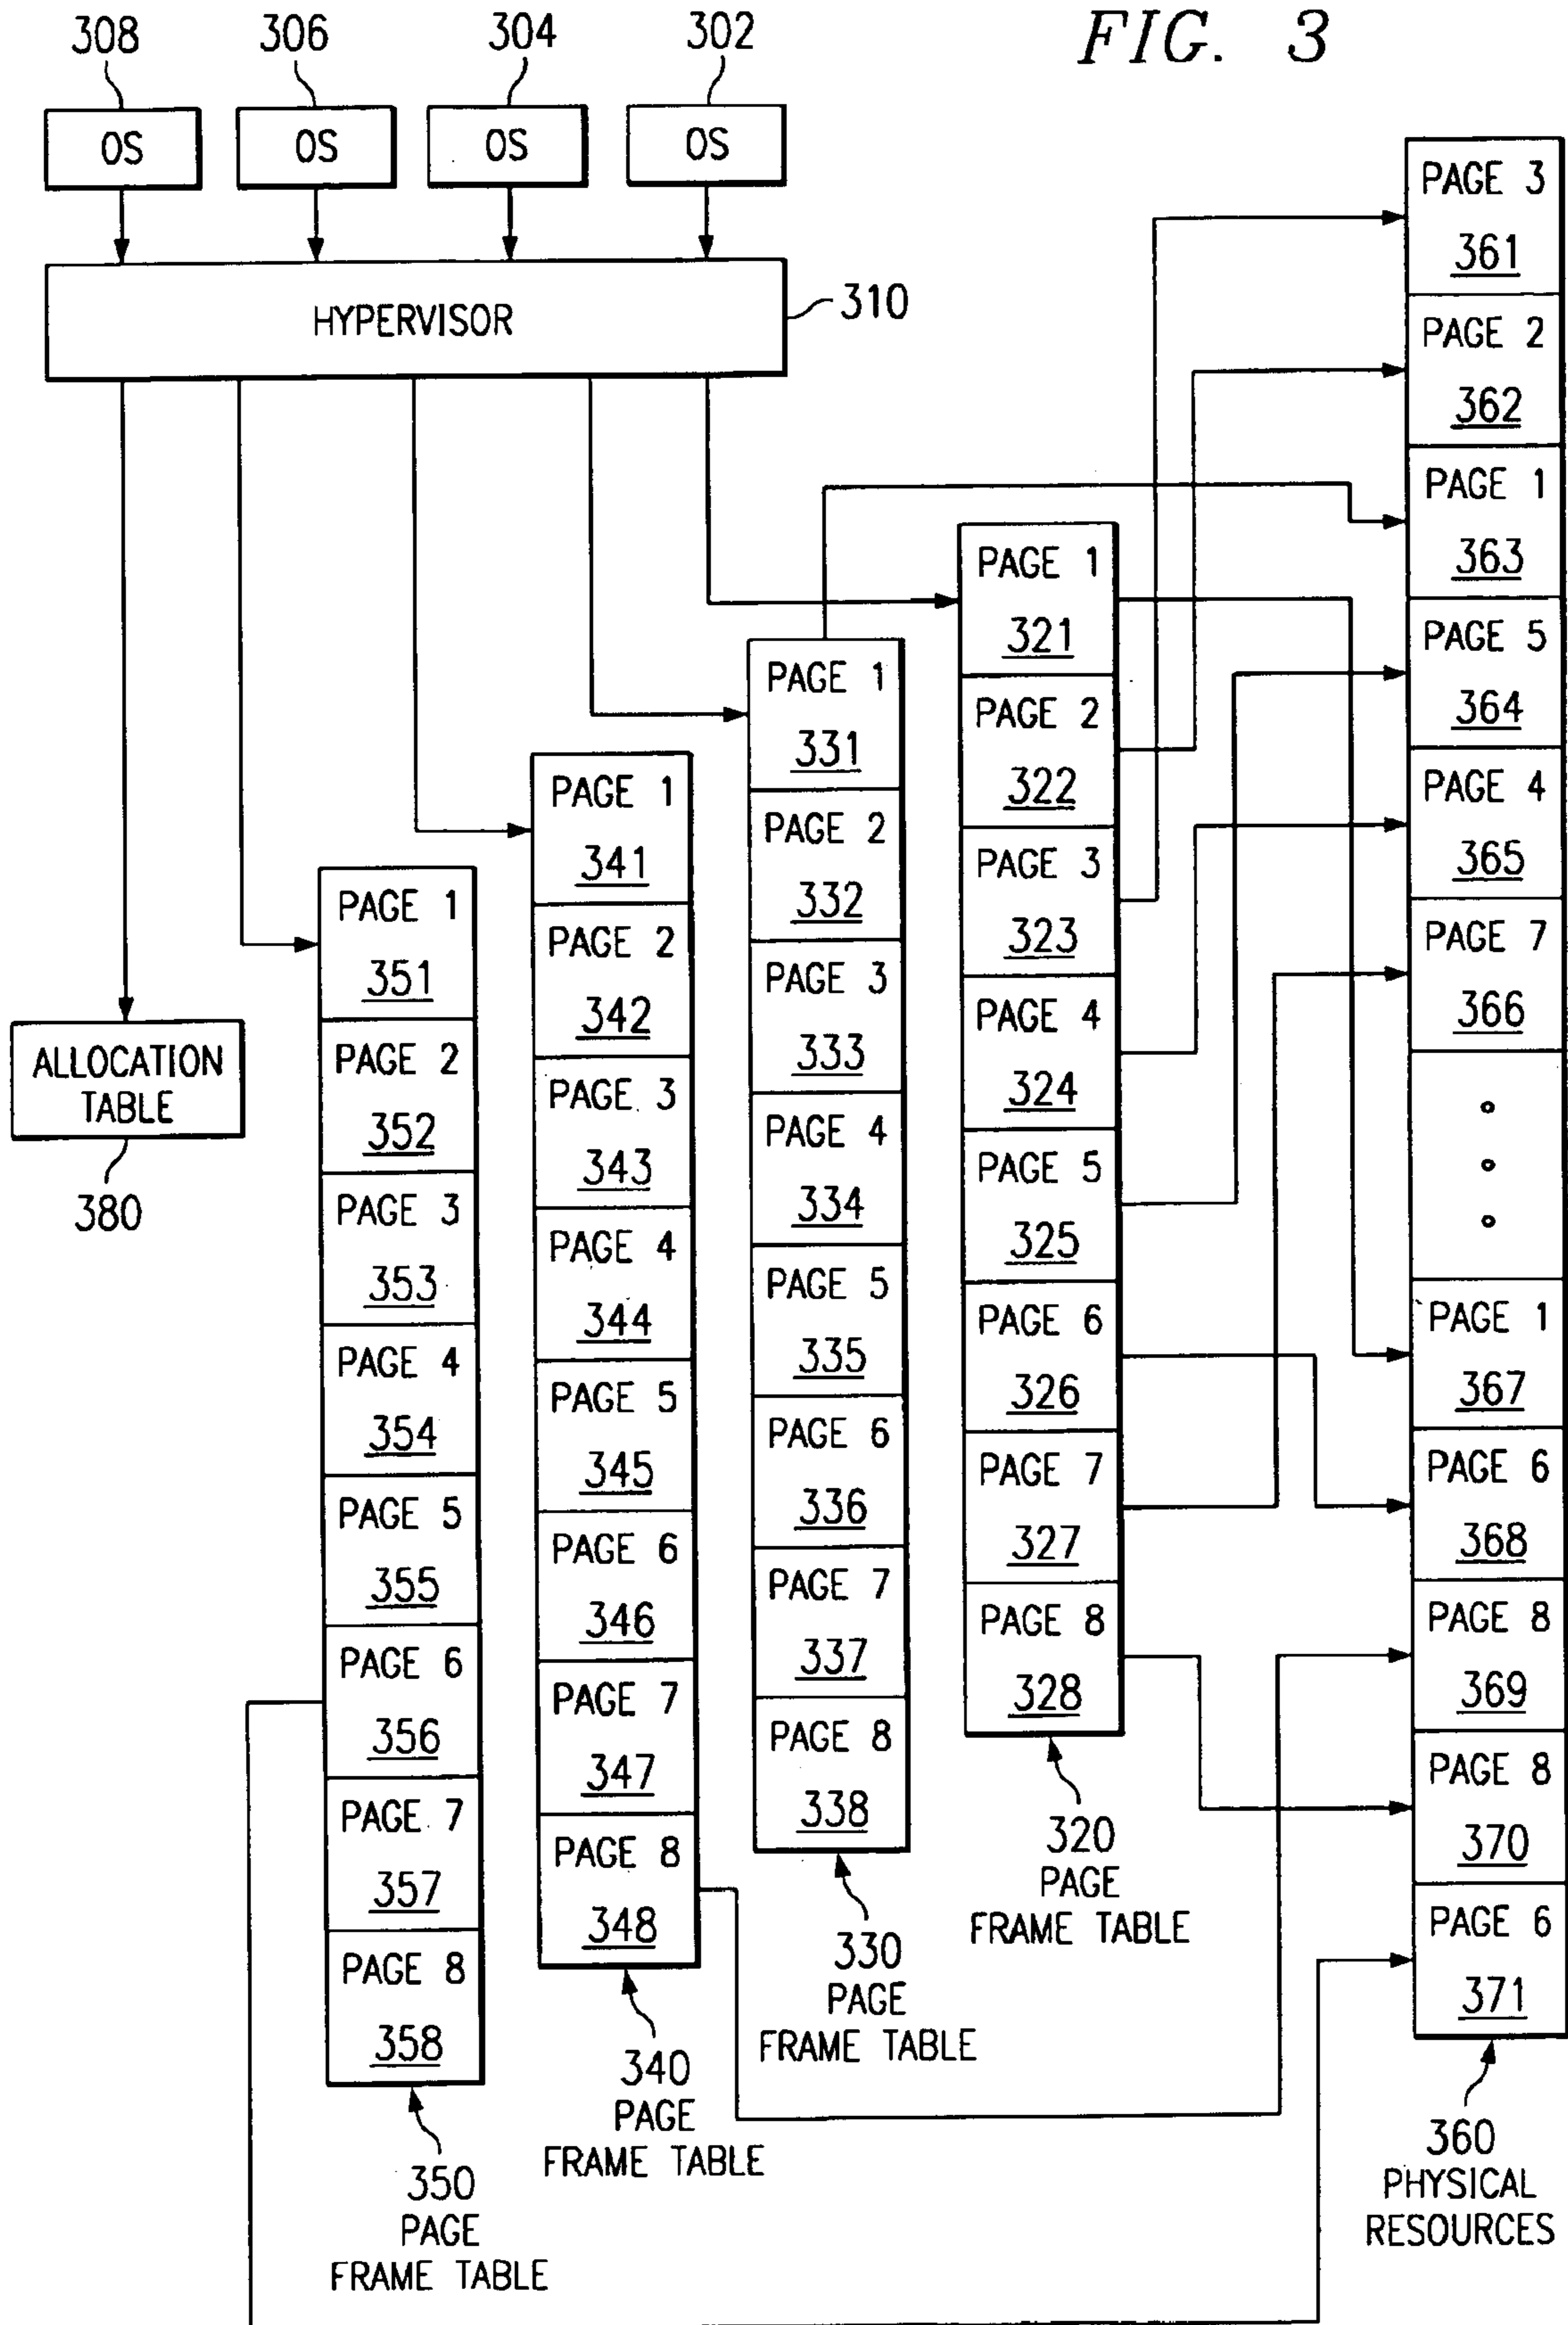 FIG. 3
308
306
304
302
OS
OS
OS
OS
HYPERVISOR
310
ALLOCATION
TABLE
380
PAGE 1
351
PAGE 2
352
PAGE 3
353
PAGE 4
354
PAGE 5
355
PAGE 6
356
PAGE 7
357
PAGE 8
358
350
PAGE
FRAME TABLE
PAGE 1
341
PAGE 2
342
PAGE 3
343
PAGE 4
344
PAGE 5
345
PAGE 6
346
PAGE 7
347
PAGE 8
348
340
PAGE
FRAME TABLE
PAGE 1
331
PAGE 2
332
PAGE 3
333
PAGE 4
334
PAGE 5
335
PAGE 6
336
PAGE 7
337
PAGE 8
338
330
PAGE
FRAME TABLE
PAGE 1
321
PAGE 2
322
PAGE 3
323
PAGE 4
324
PAGE 5
325
PAGE 6
326
PAGE 7
327
PAGE 8
328
320
PAGE
FRAME TABLE
PAGE 3
361
PAGE 2
362
PAGE 1
363
PAGE 5
364
PAGE 4
365
PAGE 7
366
PAGE 1
367
PAGE 6
368
PAGE 8
369
PAGE 8
370
PAGE 6
371
360
PHYSICAL
RESOURCES